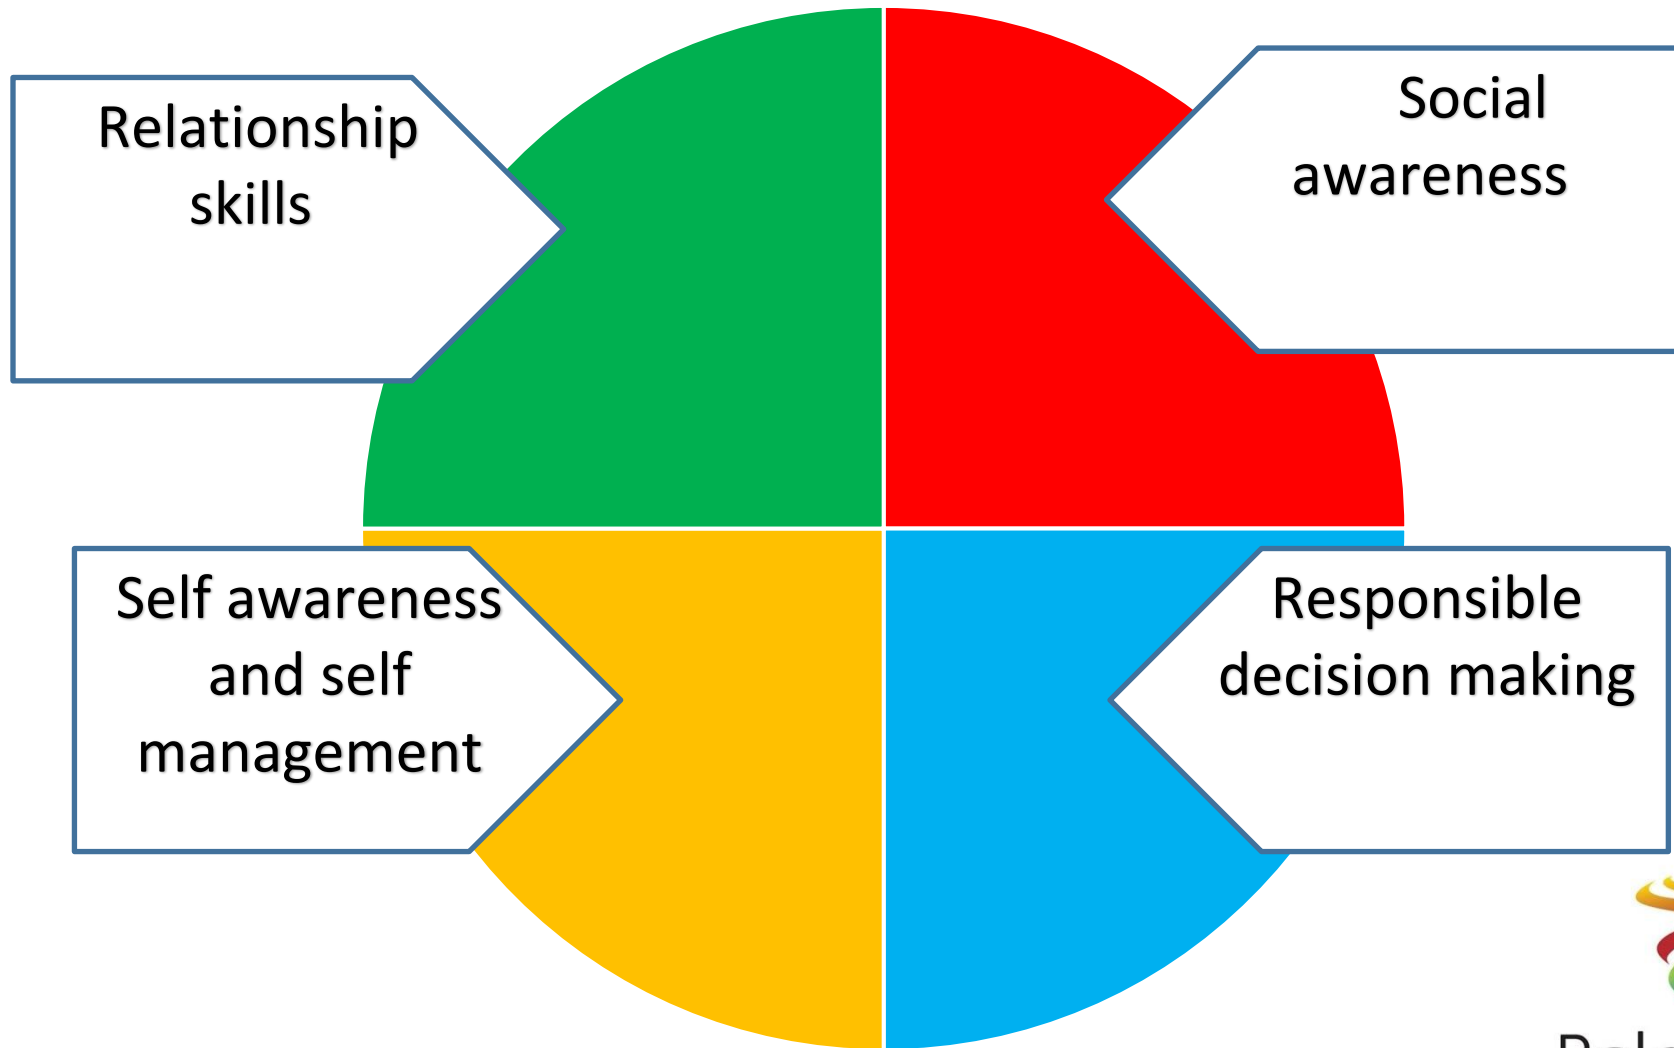 Relationship
skills
Social
awareness
Self awareness
and self
management
Responsible
decision making